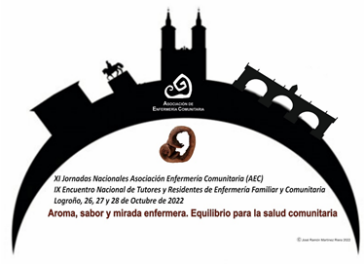 ASOCIACIÓN DE
ENFERMERÍA COMUNITARIA
XI Jornadas Nacionales Asociación Enfermería Comunitaria (AEC)
IX Encuentro Nacional de Tutores y Residentes de Enfermería Familiar y Comunitaria
Logroño, 26, 27 y 28 de Octubre de 2022
Aroma, sabor y mirada enfermera. Equilibrio para la salud comunitaria